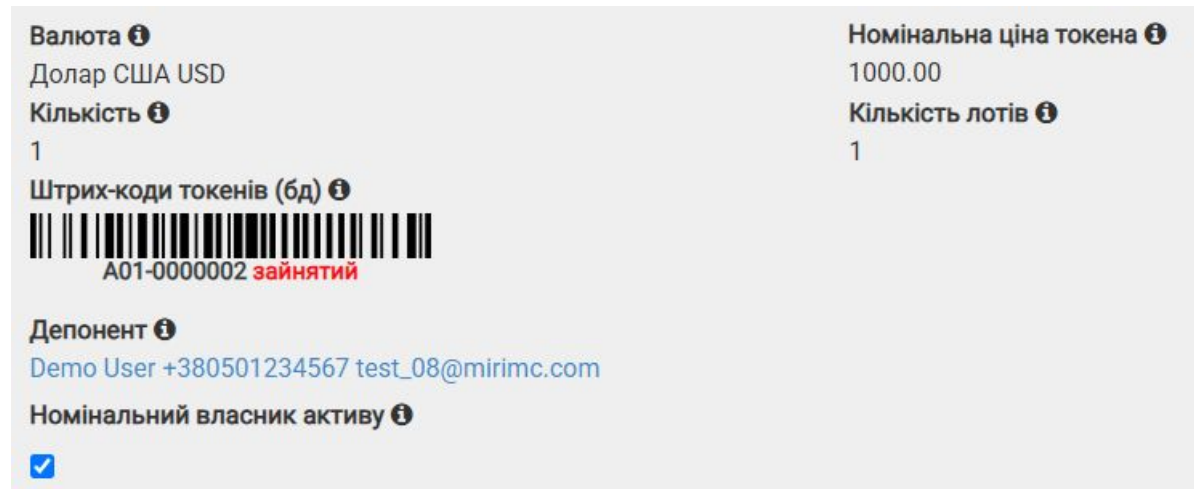 Валюта
Номінальна ціна токена
Долар США USD
1000.00
Кількість
Кількість лотів
1
1
Штрих-коди токенів (бд)
A01-0000002 зайнятий
Депонент
Demo User +380501234567 test_08@mirimc.com
Номінальний власник активу